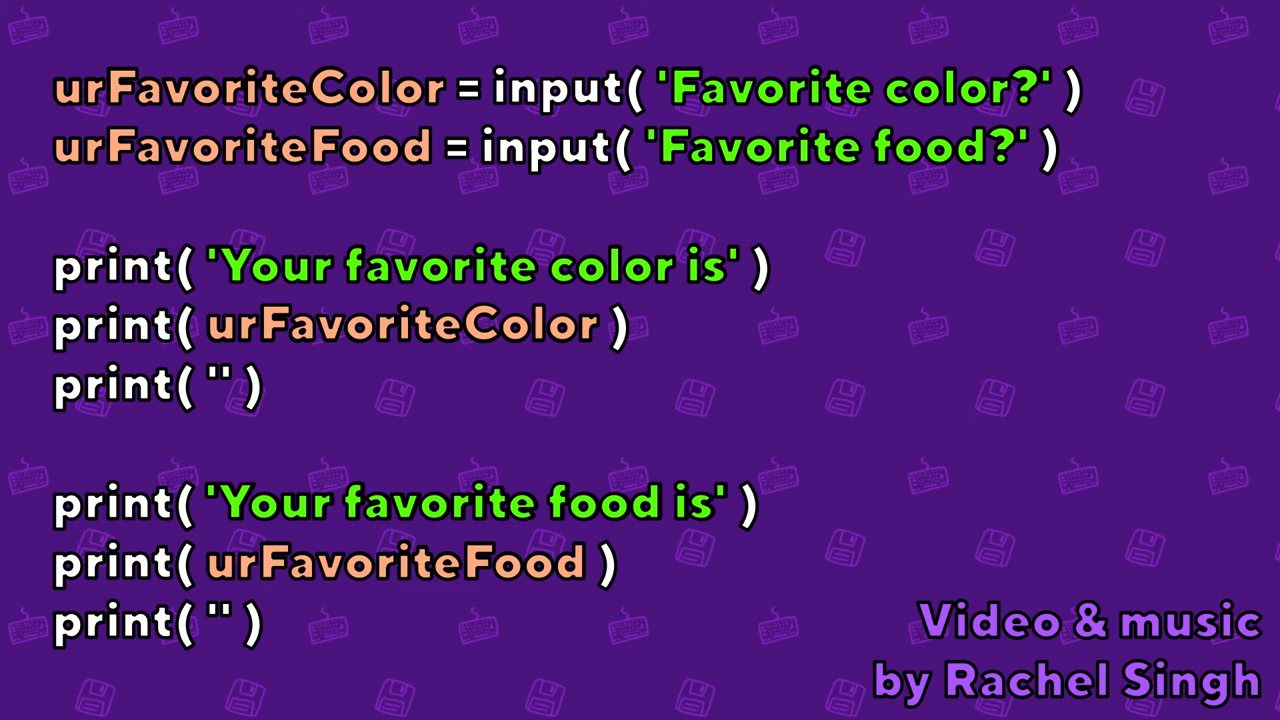 urFavoriteColor = input( 'Favorite color?' )
urFavoriteFood = input( 'Favorite food?' )
print( 'Your favorite color is' )
print( urFavoriteColor )
print( '' )
print( 'Your favorite food is' )
print( urFavoriteFood )
print( '' )
Video & music
by Rachel Singh